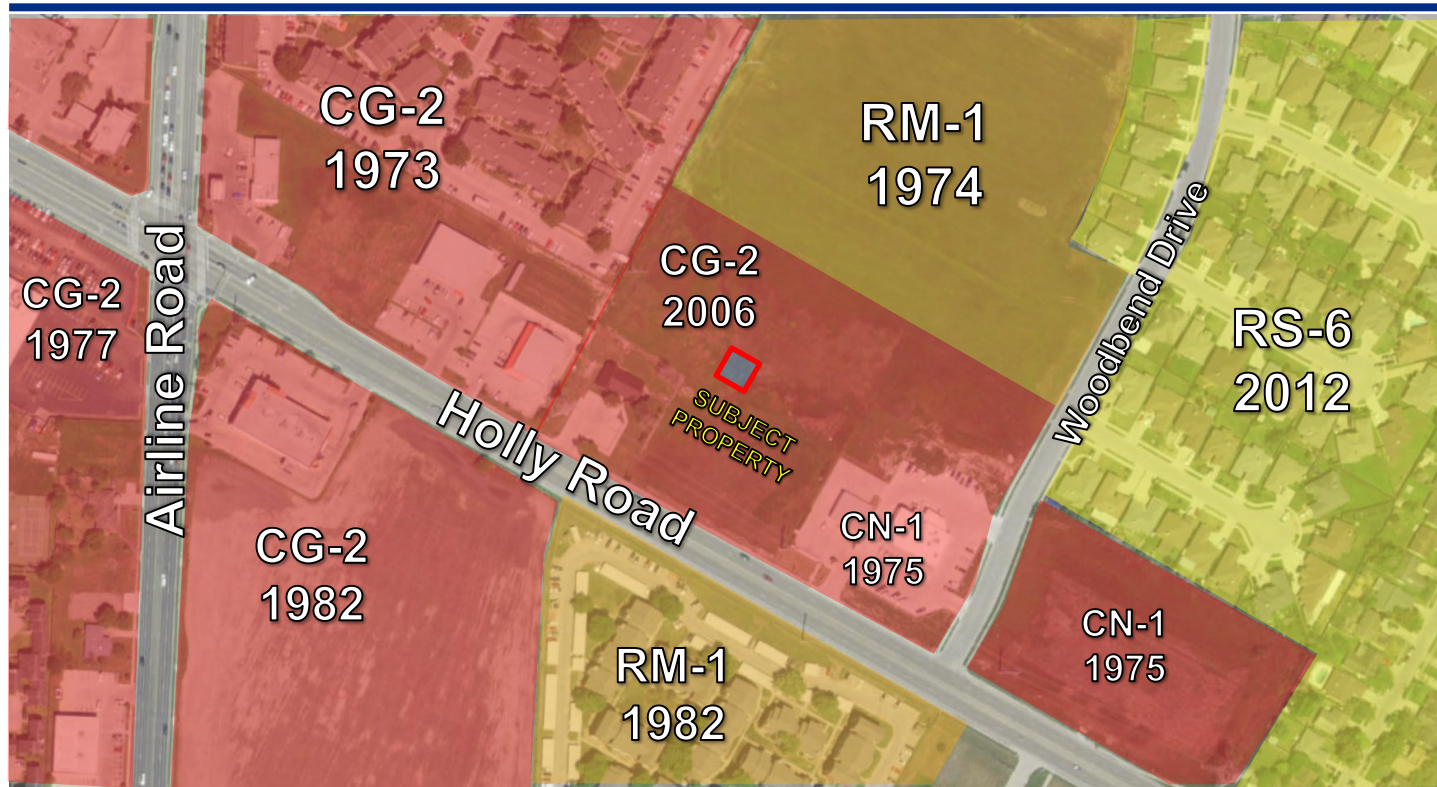 CG-2
1973
RM-1
1974
CG-2
2006
CG-2
1977
Airline Road
Woodbend Drive
RS-6
2012
SUBJECT
PROPERTY
Holly Road
CG-2
1982
CN-1
1975
RM-1
1982
CN-1
1975